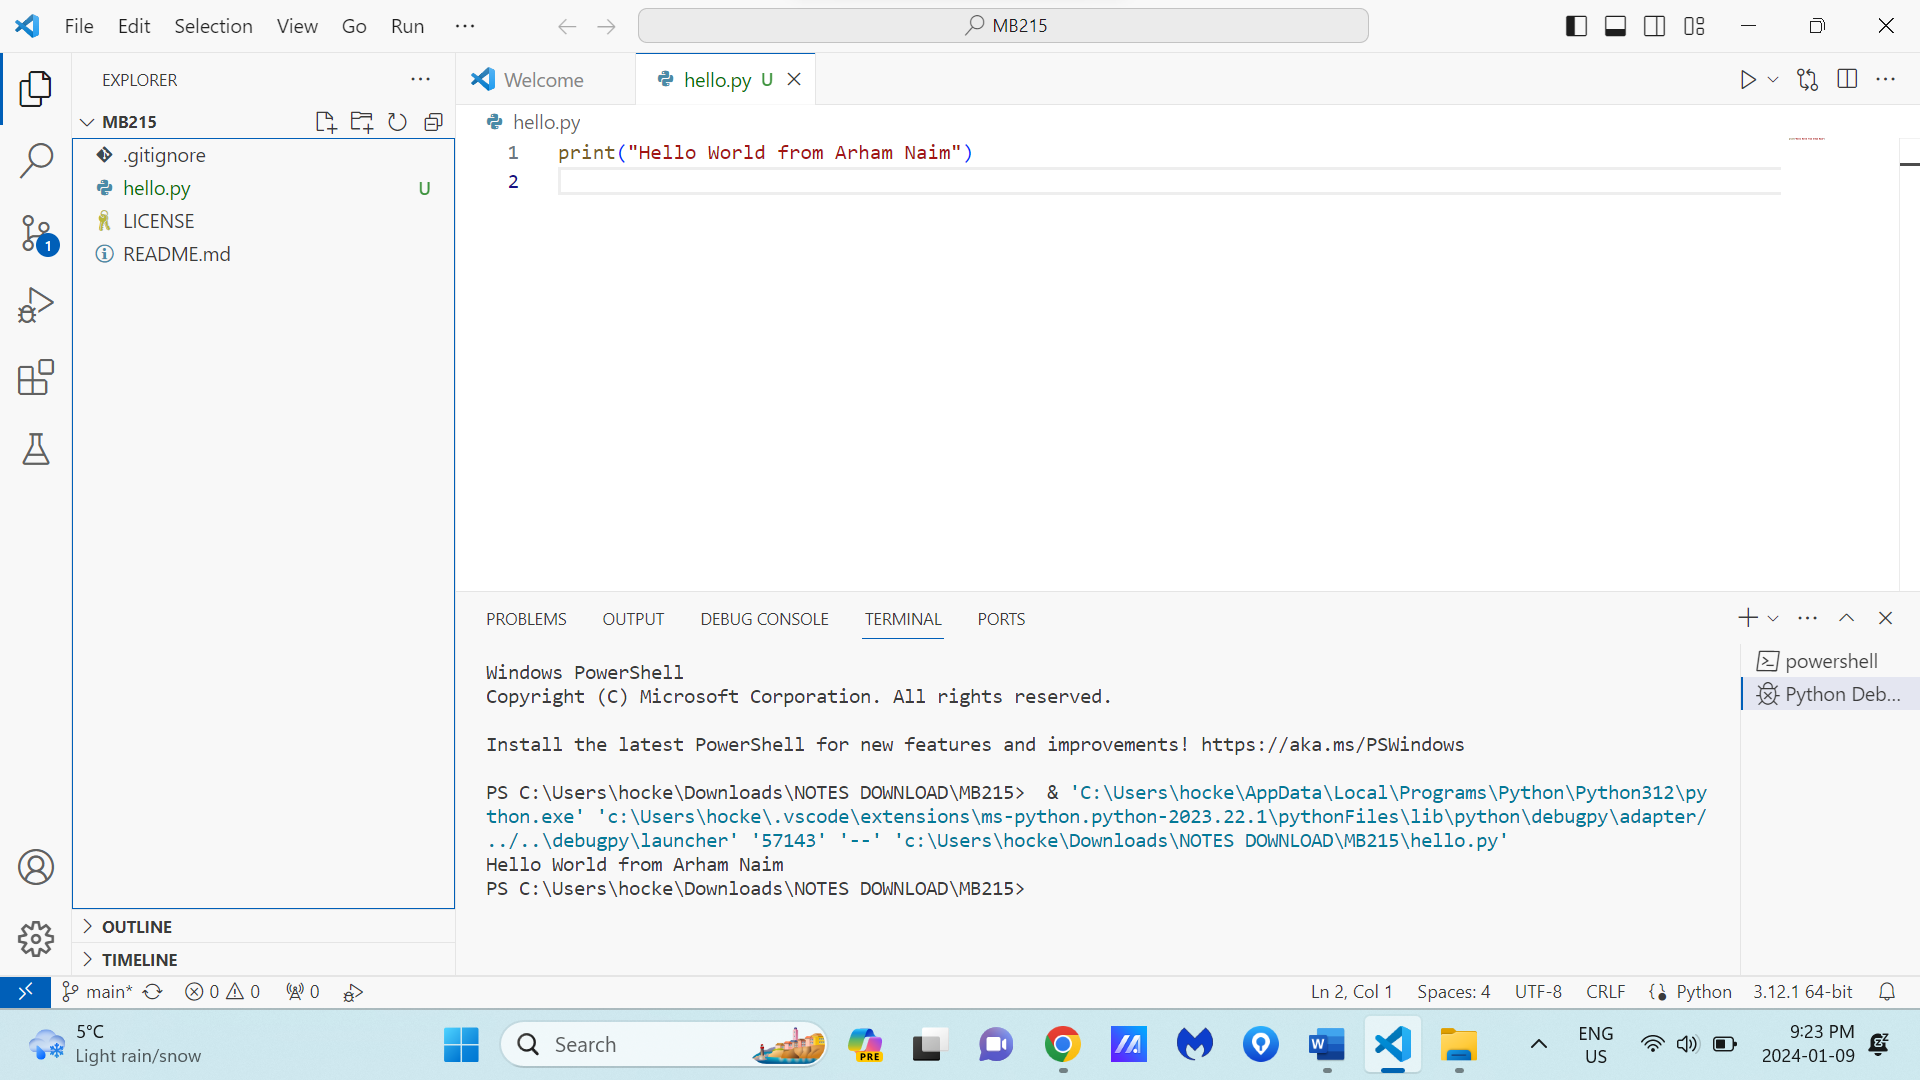 File Edit Selection View Go Run ···
MB215
EXPLORER
MB215
.gitignore
hello.py U
LICENSE
README.md
1
OUTLINE
TIMELINE
Welcome
hello.py U
hello.py
1 print("Hello World from Arham Naim")
2
PROBLEMS OUTPUT DEBUG CONSOLE TERMINAL PORTS
Windows PowerShell
Copyright (C) Microsoft Corporation. All rights reserved.
Install the latest PowerShell for new features and improvements! https://aka.ms/PSWindows
PS C:\Users\hocke\Downloads\NOTES DOWNLOAD\MB215>  & 'C:\Users\hocke\AppData\Local\Programs\Python\Python312\py
thon.exe' 'c:\Users\hocke\.vscode\extensions\ms-python.python-2023.22.1\pythonFiles\lib\python\debugpy\adapter/
../..\debugpy\launcher' '57143' '--' 'c:\Users\hocke\Downloads\NOTES DOWNLOAD\MB215\hello.py'
Hello World from Arham Naim
PS C:\Users\hocke\Downloads\NOTES DOWNLOAD\MB215>
powershell
Python Deb...
main* 0 0 0 Ln 2, Col 1 Spaces: 4 UTF-8 CRLF Python 3.12.1 64-bit
5°C
Light rain/snow
Search
PRE
ENG
US
9:23 PM
2024-01-09